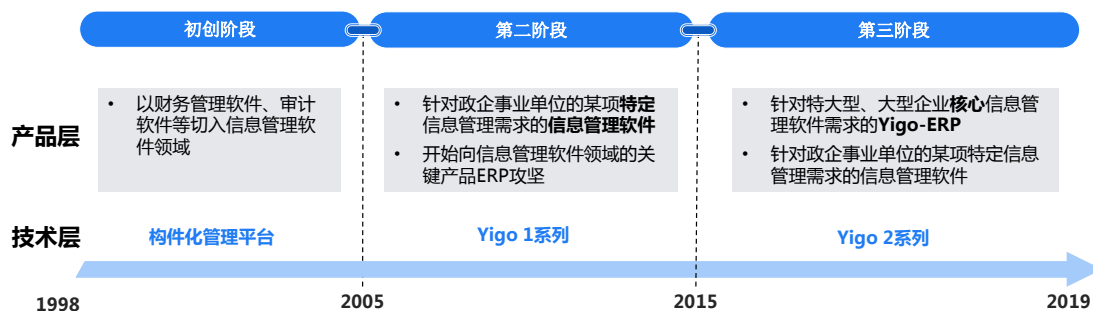 初创阶段
第二阶段
第三阶段
产品层
• 以财务管理软件、审计
软件等切入信息管理软
件领域
• 针对政企事业单位的某项特定
信息管理需求的信息管理软件
• 开始向信息管理软件领域的关
键产品ERP攻坚
• 针对特大型、大型企业核心信息管
理软件需求的Yigo-ERP
• 针对政企事业单位的某项特定信息
管理需求的信息管理软件
技术层
构件化管理平台
Yigo 1系列
Yigo 2系列
1998
2005
2015
2019